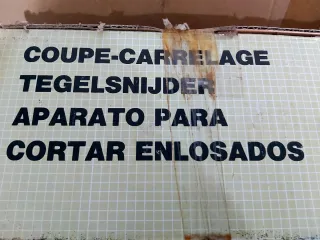 COUPE-CARRELAGE
TEGELSNIJDER
APARATO PARA
CORTAR ENLOSADOS